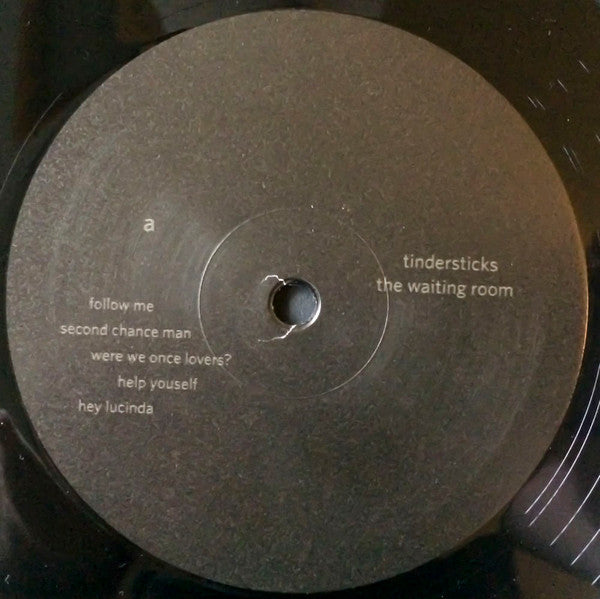 a
tindersticks
the waiting room
follow me
second chance man
were we once lovers?
help youself
hey lucinda